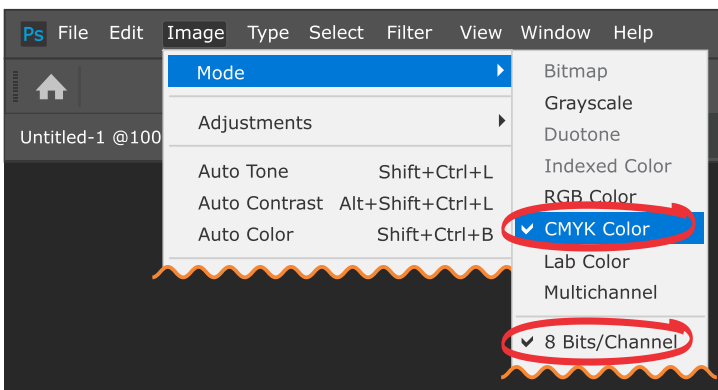 Ps File Edit Image Type Select Filter View Window Help
Mode
Adjustments
Auto Tone Shift+Ctrl+L
Auto Contrast Alt+Shift+Ctrl+L
Auto Color Shift+Ctrl+B
Untitled-1 @100
Bitmap
Grayscale
Duotone
Indexed Color
RGB Color
CMYK Color
Lab Color
Multichannel
8 Bits/Channel